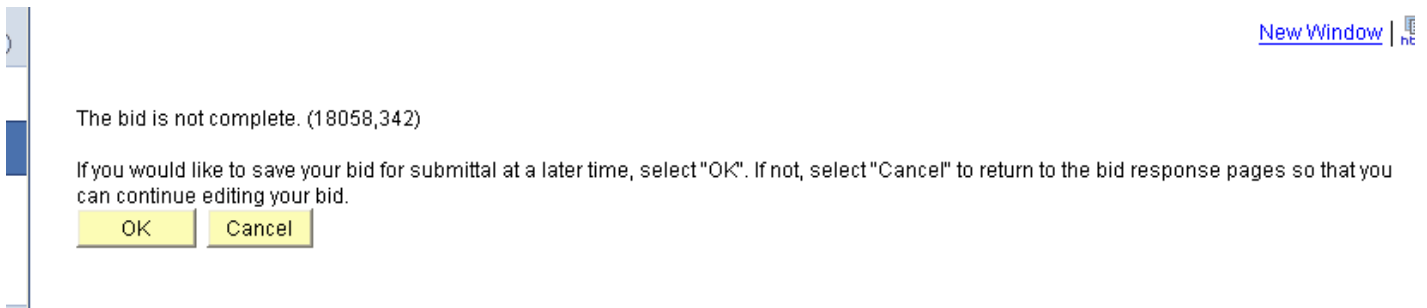 New Window |
The bid is not complete. (18058,342)
If you would like to save your bid for submittal at a later time, select "OK". If not, select "Cancel" to return to the bid response pages so that you
can continue editing your bid.
OK Cancel